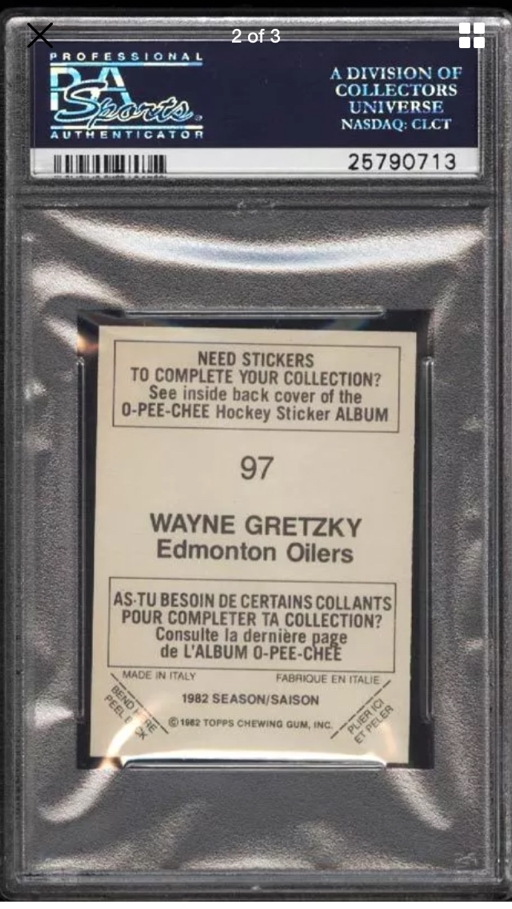 2 of 3
PROFESSIONAL
PSA
Sports
AUTHENTICATOR
A DIVISION OF
COLLECTORS
UNIVERSE
NASDAQ: CLCT
25790713
NEED STICKERS
TO COMPLETE YOUR COLLECTION?
See inside back cover of the
O-PEE-CHEE Hockey Sticker ALBUM
97
WAYNE GRETZKY
Edmonton Oilers
AS-TU BESOIN DE CERTAINS COLLANTS
POUR COMPLETER TA COLLECTION?
Consulte la dernière page
de L'ALBUM O-PEE-CHEE
MADE IN ITALY
FABRIQUE EN ITALIE
1982 SEASON/SAISON
© 1982 TOPPS CHEWING GUM, INC.
BEND HERE
PEEL BACK
PLIER ICI
ET PELER